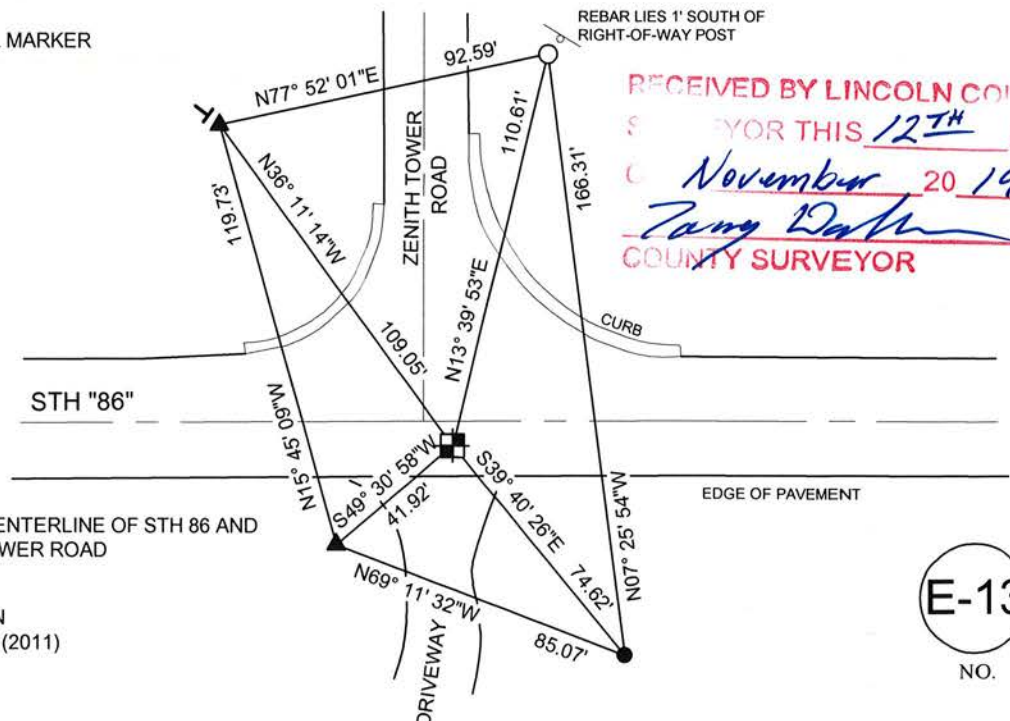 MARKER
REBAR LIES 1' SOUTH OF
RIGHT-OF-WAY POST
92.59'
N77° 52' 01"E
RECEIVED BY LINCOLN
YOR THIS 12TH
November 20 19
COUNTY SURVEYOR
110.61'
166.31'
ZENITH TOWER
ROAD
N36° 11' 14"W
119.73'
N13° 39' 53"E
109.05'
CURB
STH "86"
N15° 45' 09"W
S49° 30' 58"W
41.92'
S39° 40' 26"E
74.62'
N07° 25' 54"W
EDGE OF PAVEMENT
CENTERLINE OF STH 86 AND
ROAD
N69° 11' 32"W
85.07'
DRIVEWAY
(2011)
E-13
NO.